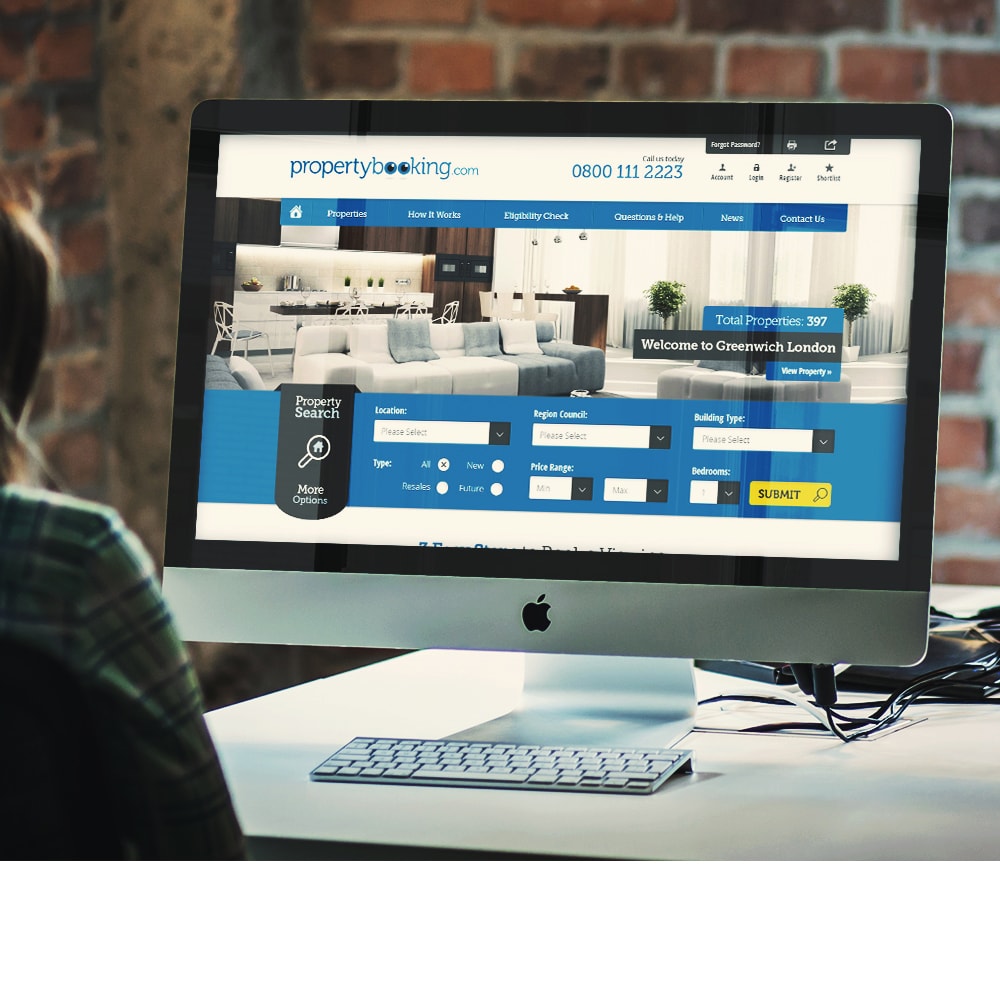 Forgot Password?
propertybooking.com
Call us today
0800 111 2223
Account Login Register Shortlist
Properties How It Works Eligibility Check Questions & Help News Contact Us
Total Properties: 397
Welcome to Greenwich London
View Property »
Property
Search
More
Options
Location: Region Council: Building Type:
Please Select Please Select Please Select
Type: All New Price Range: Bedrooms:
Resales Future Min Max 1 SUBMIT